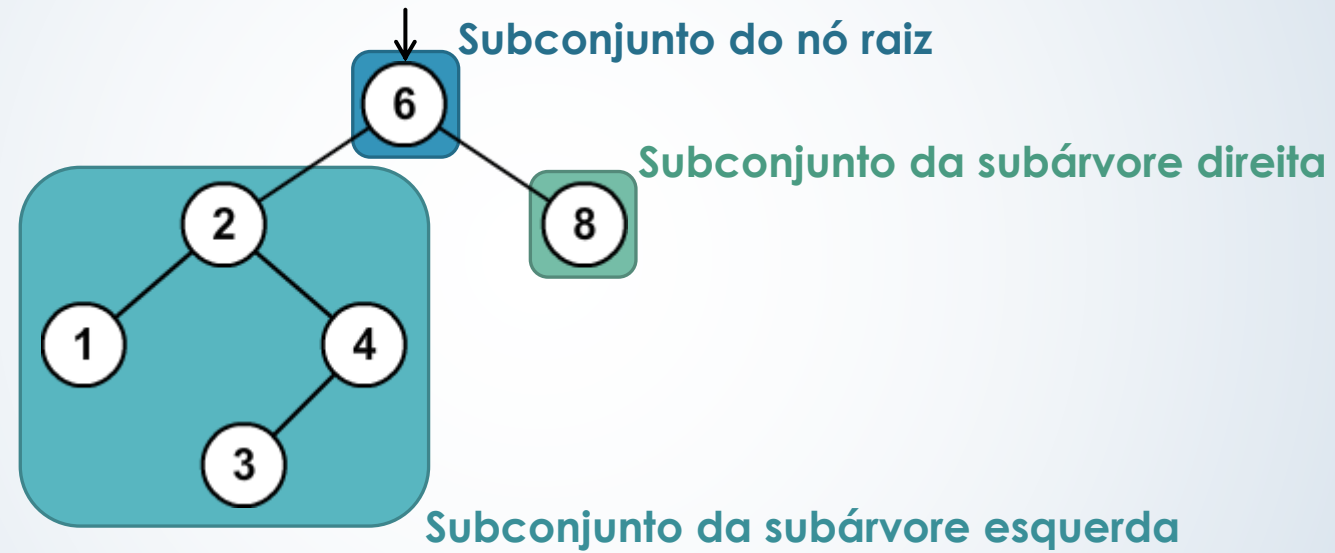 Subconjunto do nó raiz
6
Subconjunto da subárvore direita
2
8
1
4
3
Subconjunto da subárvore esquerda